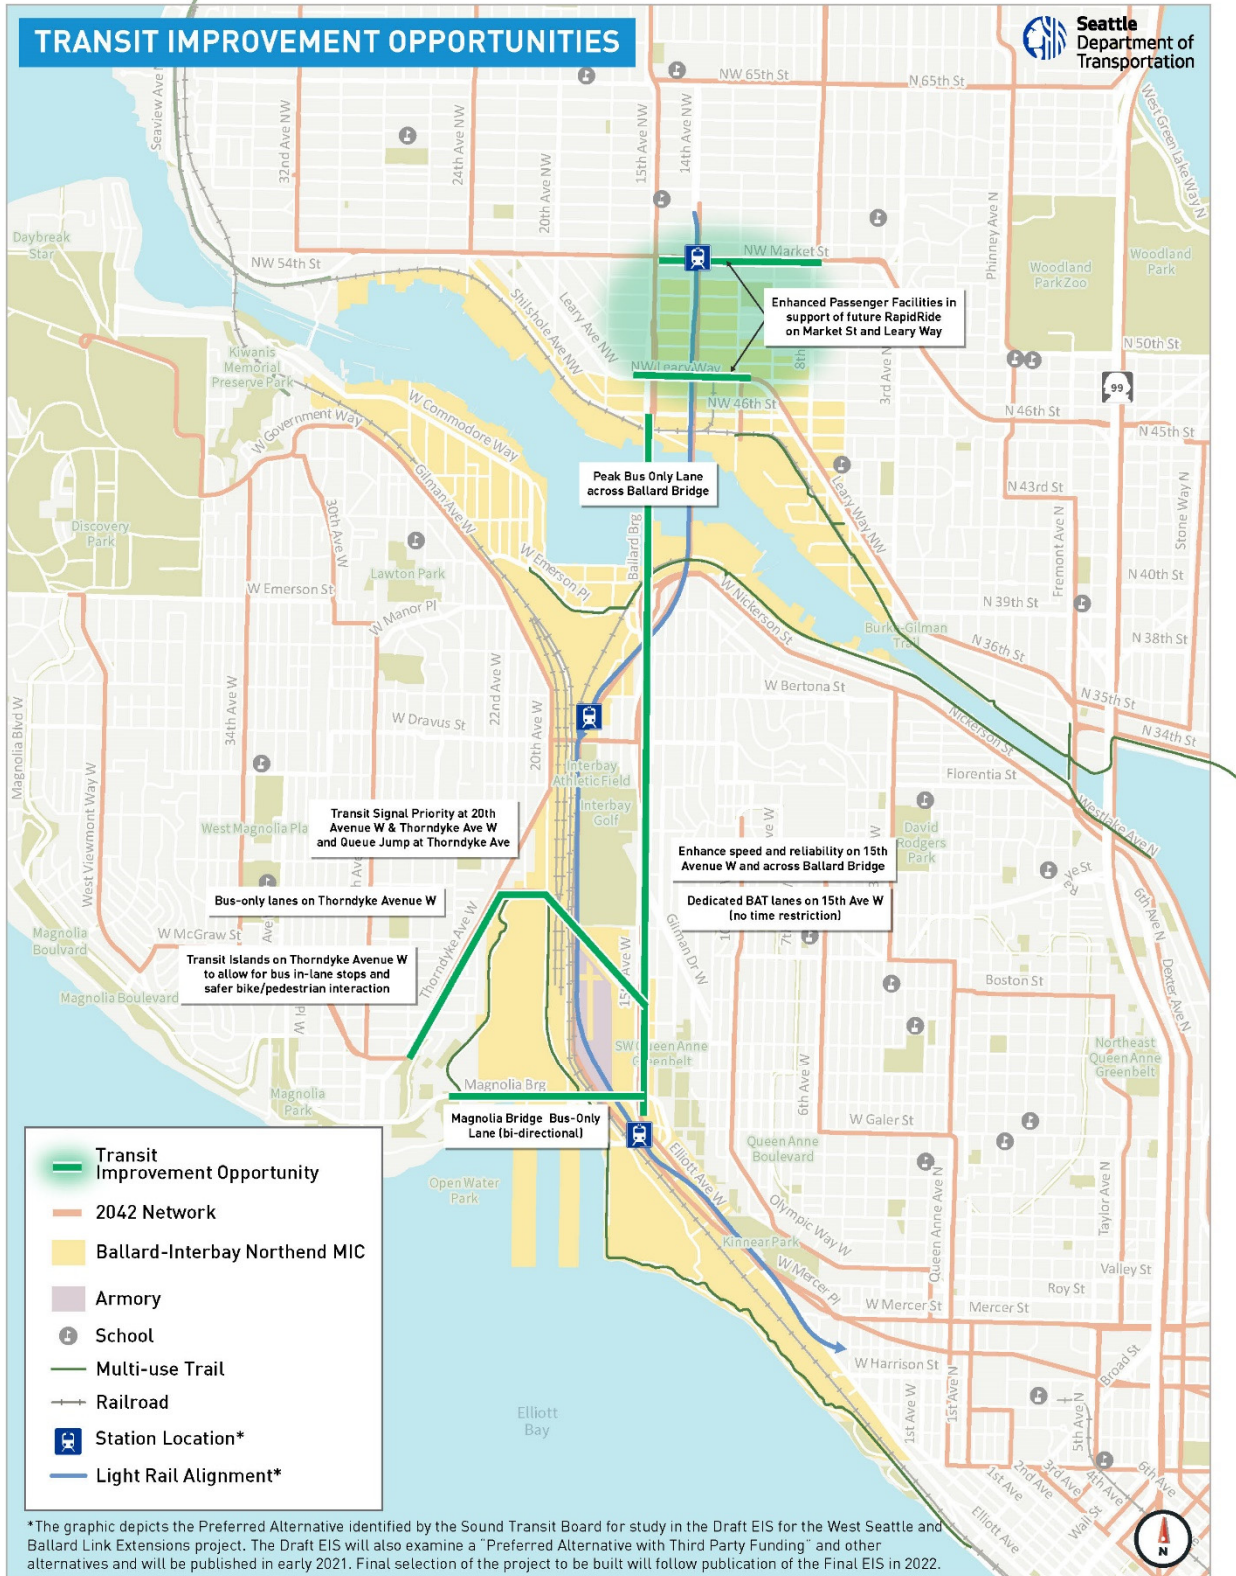 TRANSIT IMPROVEMENT OPPORTUNITIES
Seattle
Department of
Transportation
NW 65th St
N 65th St
Seaview Ave N
32nd Ave NW
24th Ave NW
20th Ave NW
15th Ave NW
14th Ave NW
West Green Lake Way N
Phinney Ave N
Daybreak
Star
NW 54th St
NW Market St
Woodland
Park Zoo
Woodland
Park
Shilshole Ave NW
Leary Ave NW
Enhanced Passenger Facilities in
support of future RapidRide
on Market St and Leary Way
8th
3rd Ave N
N 50th St
99
Kiwanis
Memorial
Preserve Park
NW Leary Way
NW 46th St
N 46th St
N 45th St
W Commodore Way
W Government Way
Gilman Ave W
Peak Bus Only Lane
across Ballard Bridge
Leary Way NW
N 43rd St
Fremont Ave N
Stone Way N
30th Ave W
Discovery
Park
Ballard Brg
Lawton Park
W Emerson Pl
W Emerson St
W Manor Pl
W Nickerson St
N 40th St
N 39th St
Burke-Gilman
Trail
N 36th St
N 38th St
Magnolia Blvd W
West Viewmont Way W
34th Ave W
22nd Ave W
20th Ave W
W Dravus St
W Bertona St
Nickerson St
N 35th St
N 34th St
Florentia St
Westlake Ave N
Interbay
Athletic Field
Interbay
Golf
West Magnolia Pla
Transit Signal Priority at 20th
Avenue W & Thorndyke Ave W
and Queue Jump at Thorndyke Ave
Enhance speed and reliability on 15th
Avenue W and across Ballard Bridge
David
Rodgers
Park
Bus-only lanes on Thorndyke Avenue W
Dedicated BAT lanes on 15th Ave W
(no time restriction)
6th Ave N
Dexter Ave N
W McGraw St
Thorndyke Ave W
Gilman Dr W
Magnolia
Boulvard
Magnolia Boulevard
Transit Islands on Thorndyke Avenue W
to allow for bus in-lane stops and
safer bike/pedestrian interaction
Boston St
SW Queen Anne
Greenbelt
Northeast
Queen Anne
Greenbelt
Magnolia
Park
Magnolia Brg
6th Ave W
W Galer St
Magnolia Bridge Bus-Only
Lane (bi-directional)
Queen Anne
Boulevard
Elliott Ave W
Open Water
Park
Olympic Way W
Queen Anne Ave N
Taylor Ave N
Kinnear Park
W Mercer Pl
Valley St
Roy St
W Mercer St
Mercer St
W Harrison St
Broad St
1st Ave W
1st Ave N
5th Ave N
Elliott
Bay
1st Ave
2nd Ave
3rd Ave
4th Ave
6th Ave
Wall St
Elliott Ave
Transit
Improvement Opportunity
2042 Network
Ballard-Interbay Northend MIC
Armory
School
Multi-use Trail
Railroad
Station Location*
Light Rail Alignment*
*The graphic depicts the Preferred Alternative identified by the Sound Transit Board for study in the Draft EIS for the West Seattle and
Ballard Link Extensions project. The Draft EIS will also examine a "Preferred Alternative with Third Party Funding" and other
alternatives and will be published in early 2021. Final selection of the project to be built will follow publication of the Final EIS in 2022.
N